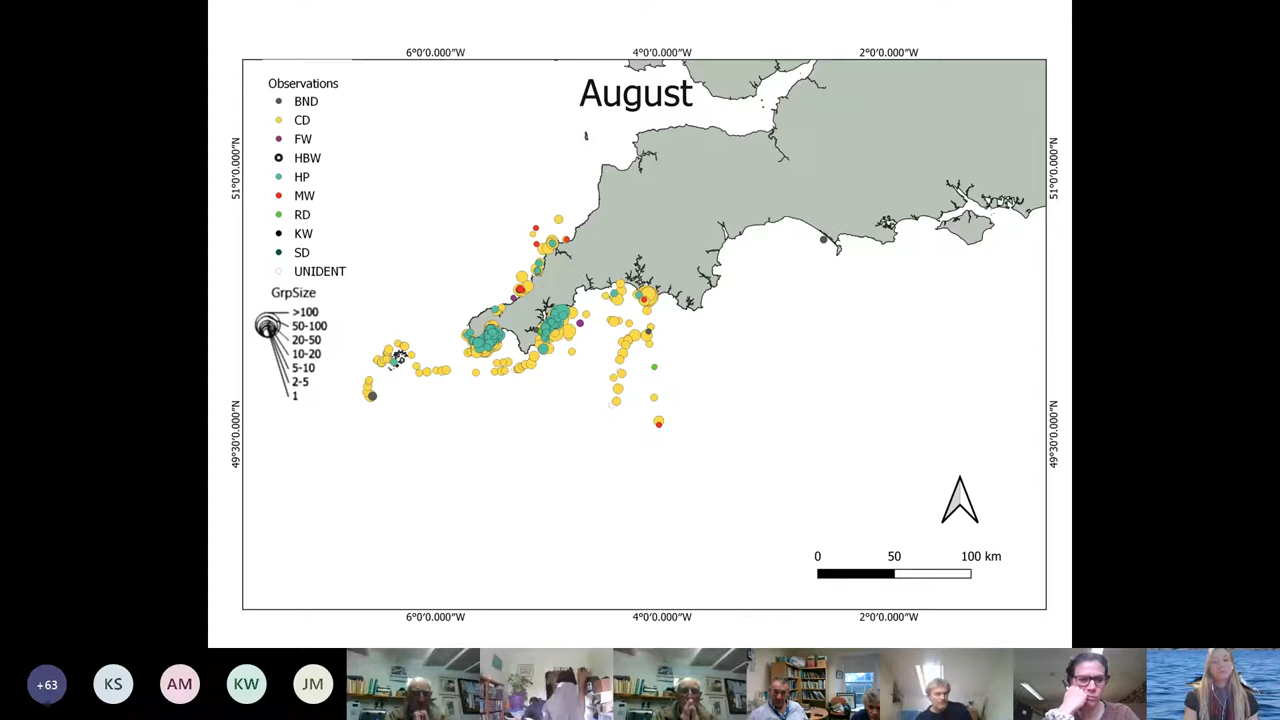 6°0'0.000"W 4°0'0.000"W 2°0'0.000"W
August
Observations
BND
CD
FW
HBW
HP
MW
RD
KW
SD
UNIDENT
GrpSize
>100
50-100
20-50
10-20
5-10
2-5
1
51°0'0.000"N
49°30'0.000"N
51°0'0.000"N
49°30'0.000"N
0 50 100 km
6°0'0.000"W 4°0'0.000"W 2°0'0.000"W
+63 KS AM KW JM